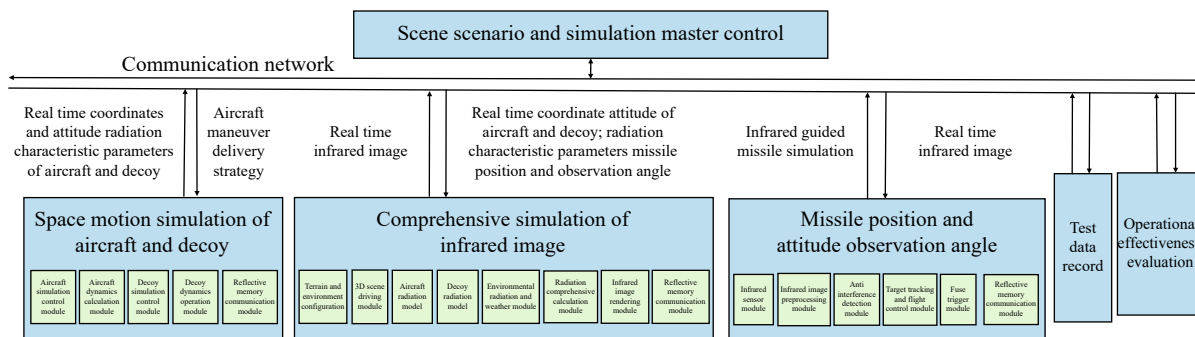 Scene scenario and simulation master control
Communication network
Real time coordinates
and attitude radiation
characteristic parameters
of aircraft and decoy
Aircraft
maneuver
delivery
strategy
Real time
infrared image
Real time coordinate attitude of
aircraft and decoy; radiation
characteristic parameters missile
position and observation angle
Infrared guided
missile simulation
Real time
infrared image
Space motion simulation of
aircraft and decoy
Aircraft
simulation
control
module
Aircraft
dynamics
calculation
module
Decoy
simulation
control
module
Decoy
dynamics
operation
module
Reflective
memory
communication
module
Comprehensive simulation of
infrared image
Terrain and
environment
configuration
3D scene
driving
module
Aircraft
radiation
model
Decoy
radiation
model
Environmental
radiation and
weather module
Radiation
comprehensive
calculation
module
Infrared
image
rendering
module
Reflective
memory
communication
module
Missile position and
attitude observation angle
Infrared
sensor
module
Infrared image
preprocessing
module
Anti
interference
detection
module
Target tracking
and flight
control module
Fuse
trigger
module
Reflective
memory
communication
module
Test
data
record
Operationa
effectivenes
evaluation